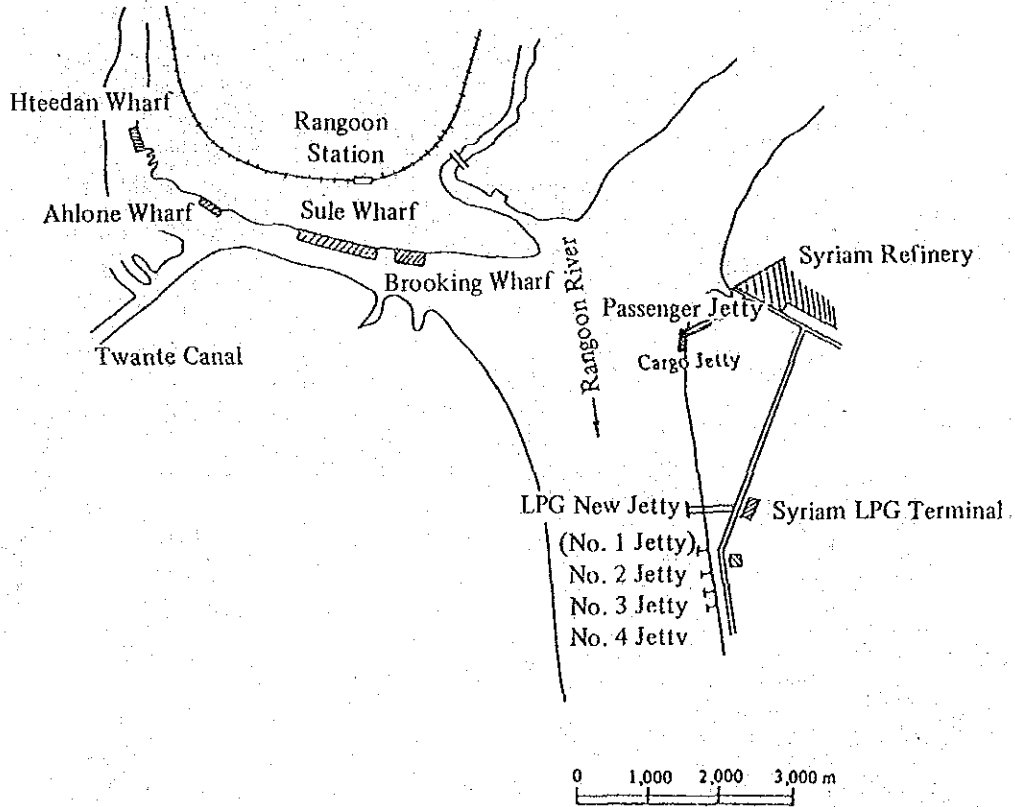 Hteedan Wharf
Rangoon
Station
Ahlone Wharf
Sule Wharf
Brooking Wharf
Twante Canal
Rangoon River
Syriam Refinery
Passenger Jetty
Cargo Jetty
LPG New Jetty
Syriam LPG Terminal
(No. 1 Jetty)
No. 2 Jetty
No. 3 Jetty
No. 4 Jetty
0 1,000 2,000 3,000 m